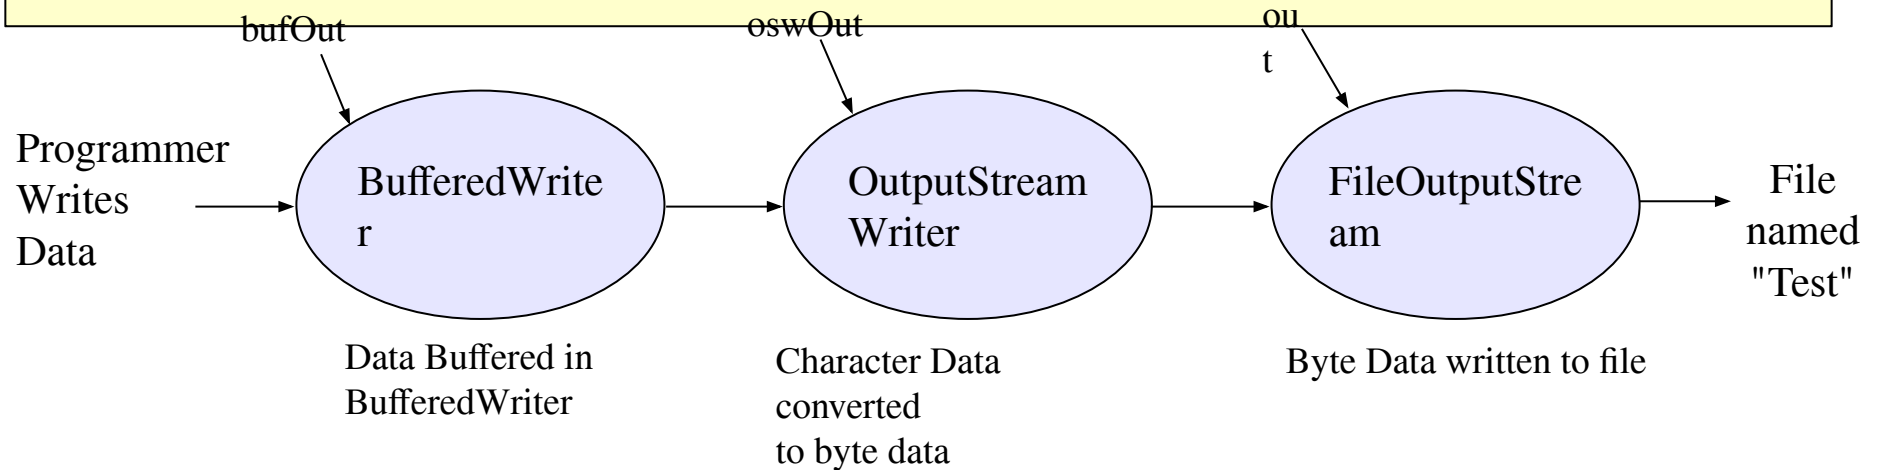 bufOut
oswOut
ou
t
Programmer
Writes
Data
BufferedWrite
r
OutputStream
Writer
FileOutputStre
am
File
named
"Test"
Data Buffered in
BufferedWriter
Character Data
converted
to byte data
Byte Data written to file